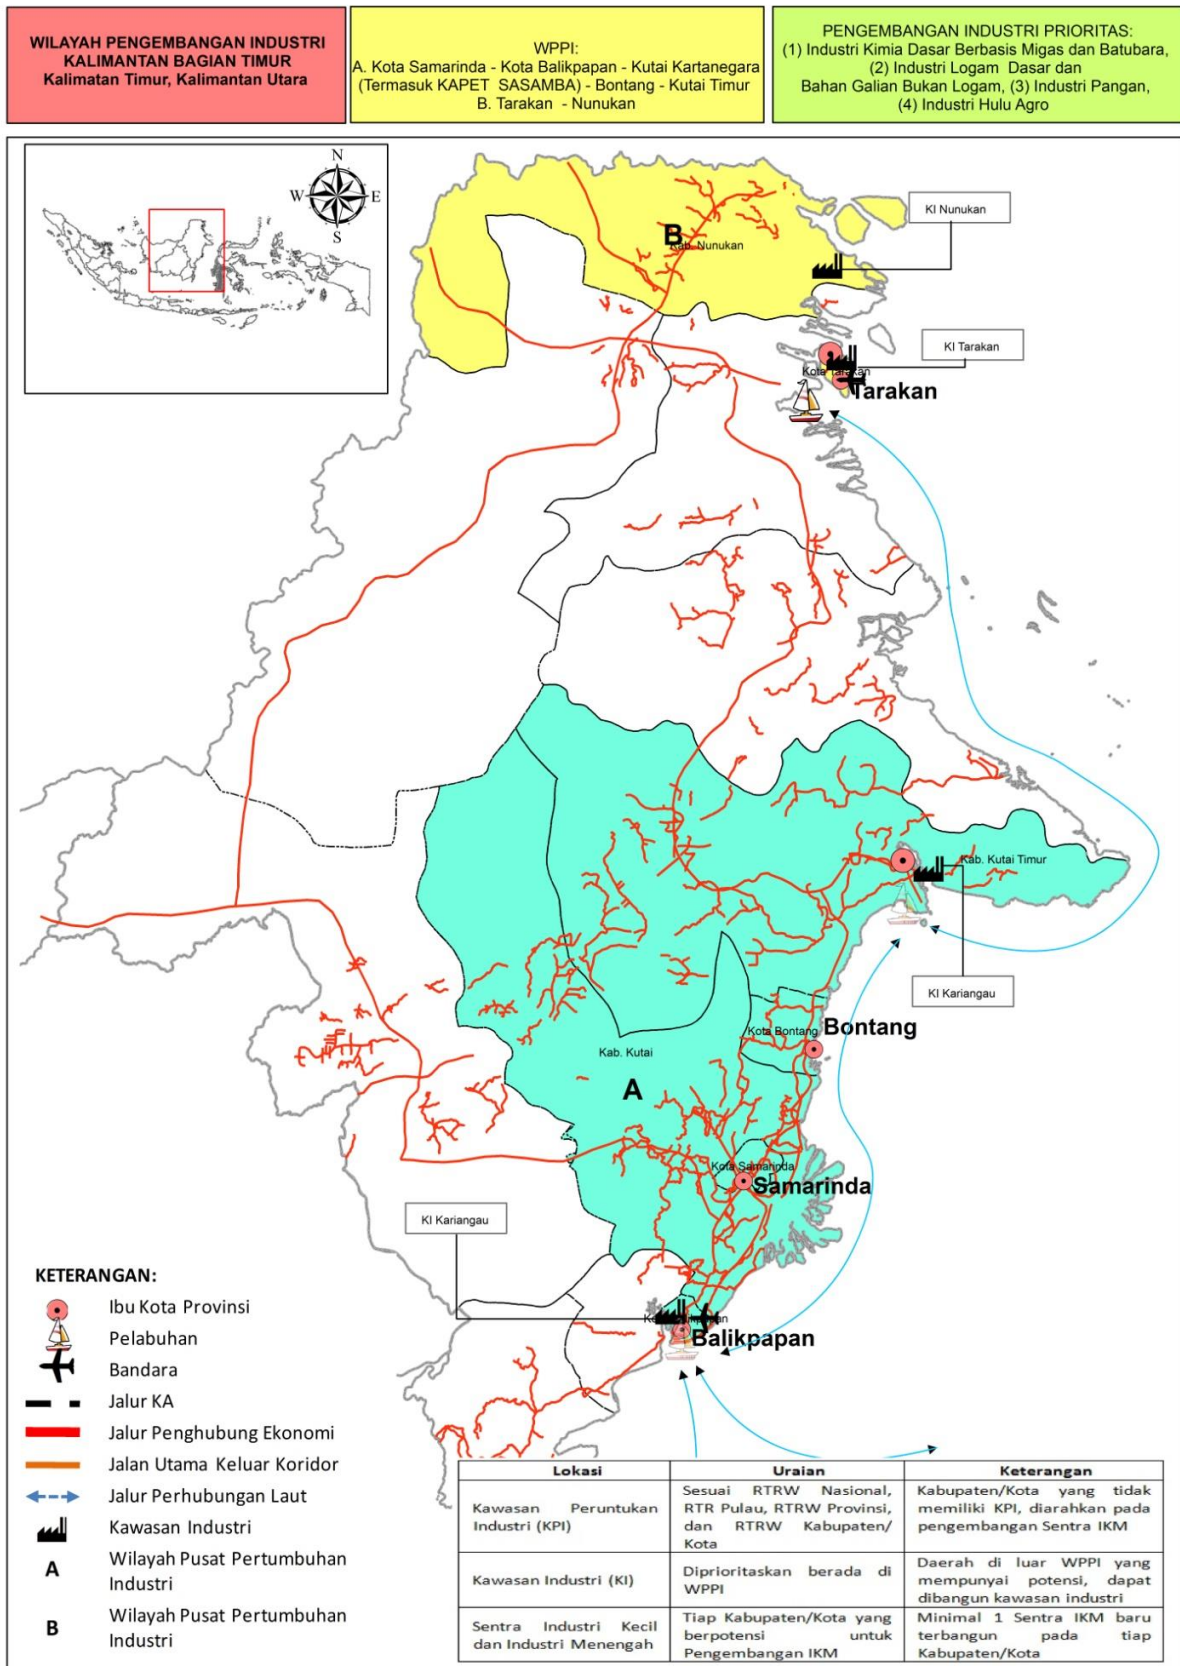 WILAYAH PENGEMBANGAN INDUSTRI
KALIMANTAN BAGIAN TIMUR
Kalimatan Timur, Kalimantan Utara
WPPI:
A. Kota Samarinda - Kota Balikpapan - Kutai Kartanegara
(Termasuk KAPET SASAMBA) - Bontang - Kutai Timur
B. Tarakan - Nunukan
PENGEMBANGAN INDUSTRI PRIORITAS:
(1) Industri Kimia Dasar Berbasis Migas dan Batubara,
(2) Industri Logam Dasar dan
Bahan Galian Bukan Logam, (3) Industri Pangan,
(4) Industri Hulu Agro
N
W
E
S
KI Nunukan
B
Kab. Nunukan
KI Tarakan
Kota Tarakan
Tarakan
Kab. Kutai Timur
KI Kariangau
Kota Bontang
Bontang
Kab. Kutai
A
Kota Samarinda
Samarinda
KI Kariangau
Balikpapan
KETERANGAN:
Ibu Kota Provinsi
Pelabuhan
Bandara
Jalur KA
Jalur Penghubung Ekonomi
Jalan Utama Keluar Koridor
Jalur Perhubungan Laut
Kawasan Industri
A Wilayah Pusat Pertumbuhan
Industri
B Wilayah Pusat Pertumbuhan
Industri
Lokasi Uraian Keterangan
Kawasan Peruntukan
Industri (KPI)
Sesuai RTRW Nasional,
RTR Pulau, RTRW Provinsi,
dan RTRW Kabupaten/
Kota
Kabupaten/Kota yang tidak
memiliki KPI, diarahkan pada
pengembangan Sentra IKM
Kawasan Industri (KI)
Diprioritaskan berada di
WPPI
Daerah di luar WPPI yang
mempunyai potensi, dapat
dibangun kawasan industri
Sentra Industri Kecil
dan Industri Menengah
Tiap Kabupaten/Kota yang
berpotensi untuk
Pengembangan IKM
Minimal 1 Sentra IKM baru
terbangun pada tiap
Kabupaten/Kota